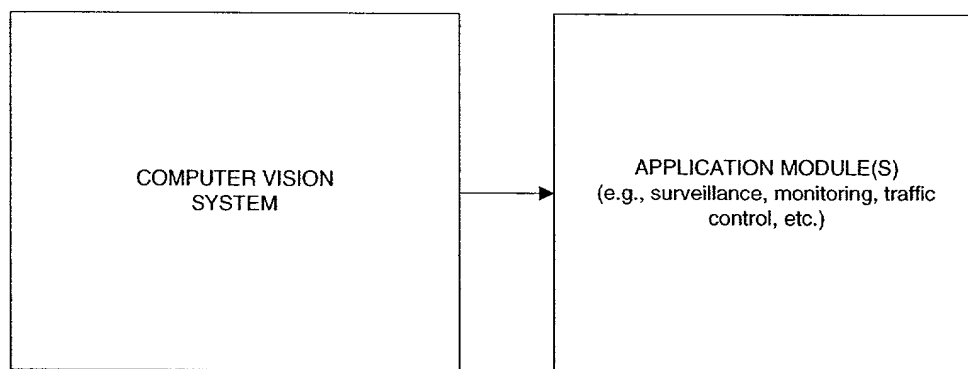 COMPUTER VISION
SYSTEM
APPLICATION MODULE(S)
(e.g., surveillance, monitoring, traffic
control, etc.)